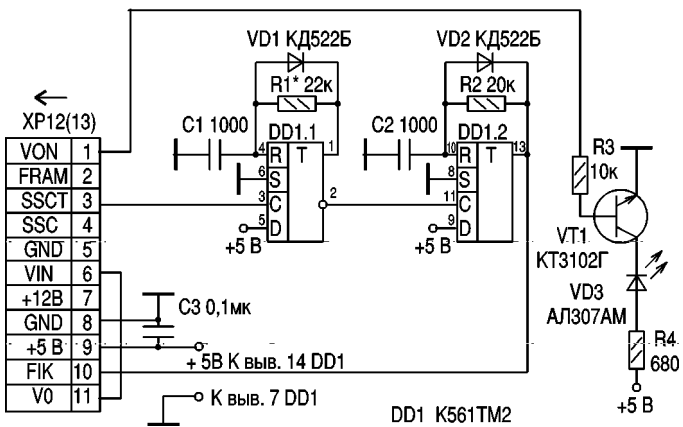 VD1 КД522Б
VD2 КД522Б
R1* 22к
R2 20к
C1 1000
DD1.1
C2 1000
DD1.2
XP12(13)
VON 1
FRAM 2
SSCT 3
SSC 4
GND 5
VIN 6
+12В 7
GND 8
+5 В 9
FIK 10
V0 11
4 R T 1
6 S
3 C 2
5 D
+5 В
10 R T 13
8 S
11 C
9 D
+5 В
R3
10к
VT1
КТ3102Г
VD3
АЛ307АМ
C3 0,1мк
R4
680
+ 5В К выв. 14 DD1
+5 В
К выв. 7 DD1
DD1 К561ТМ2